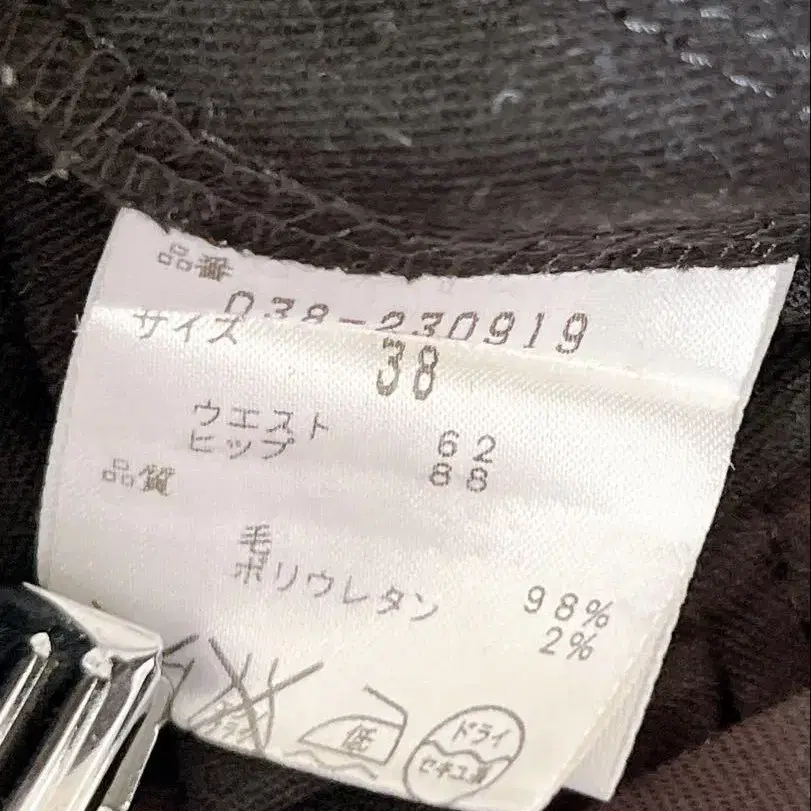 品番
038-230919
サイズ
38
ウエスト 62
ヒップ 88
品質
毛 98%
ポリウレタン 2%
低
ドライ
セキユ系